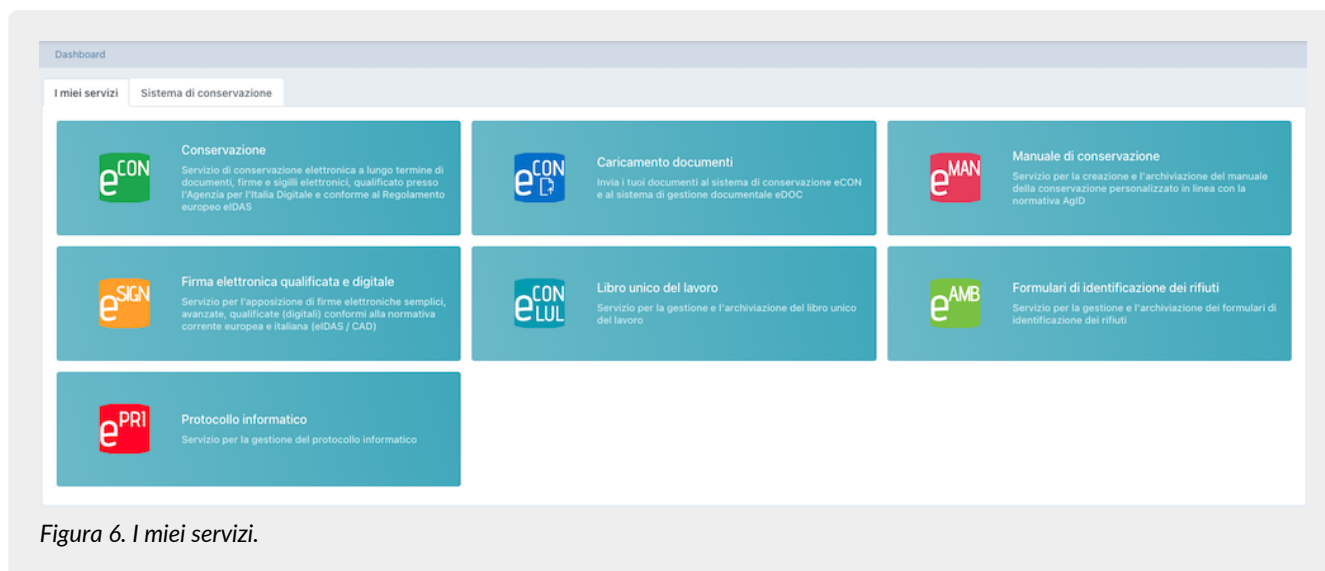 Dashboard
I miei servizi
Sistema di conservazione
eCON
Conservazione
Servizio di conservazione elettronica a lungo termine di
documenti, firme e sigilli elettronici, qualificato presso
l'Agenzia per l'Italia Digitale e conforme al Regolamento
europeo eIDAS
eCON
Caricamento documenti
Invia i tuoi documenti al sistema di conservazione eCON
e al sistema di gestione documentale eDOC
eMAN
Manuale di conservazione
Servizio per la creazione e l'archiviazione del manuale
della conservazione personalizzato in linea con la
normativa AgID
eSIGN
Firma elettronica qualificata e digitale
Servizio per l'apposizione di firme elettroniche semplici,
avanzate, qualificate (digitali) conformi alla normativa
corrente europea e italiana (eIDAS / CAD)
eCON
LUL
Libro unico del lavoro
Servizio per la gestione e l'archiviazione del libro unico
del lavoro
eAMB
Formulari di identificazione dei rifiuti
Servizio per la gestione e l'archiviazione dei formulari di
identificazione dei rifiuti
ePRI
Protocollo informatico
Servizio per la gestione del protocollo informatico
Figura 6. I miei servizi.